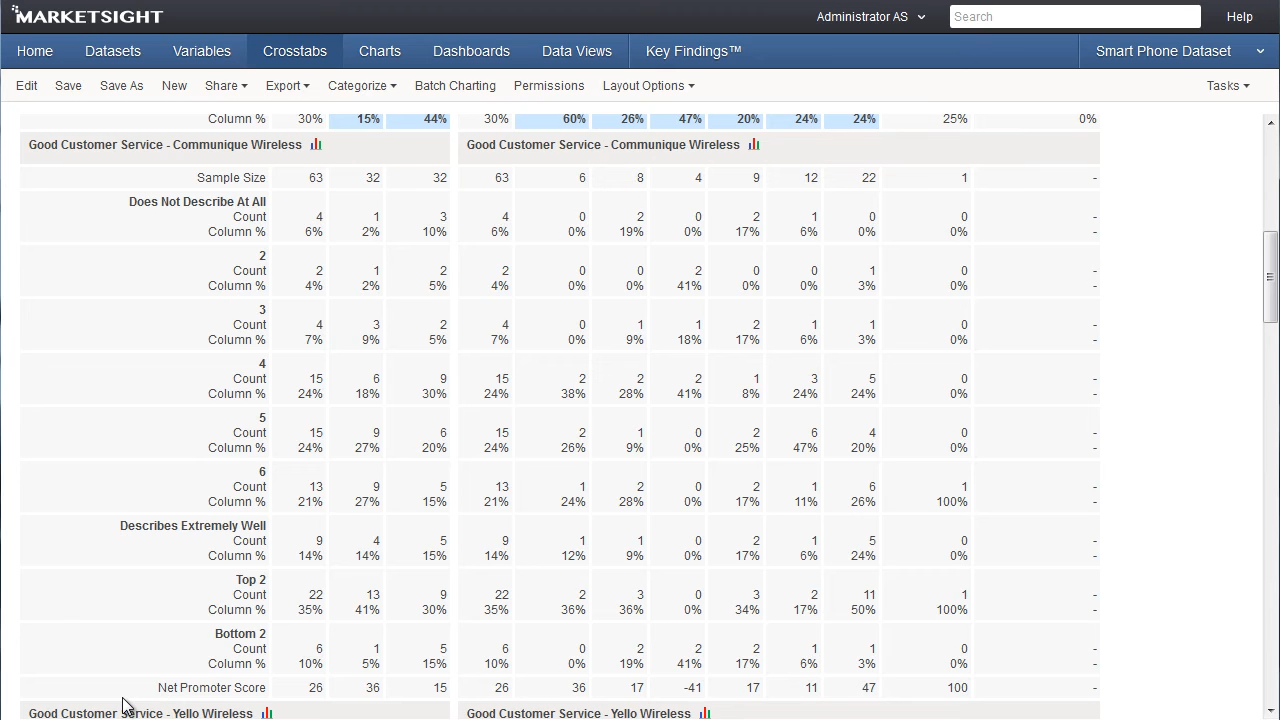 MARKETSIGHT Administrator AS Search Help
Home Datasets Variables Crosstabs Charts Dashboards Data Views Key Findings™ Smart Phone Dataset
Edit Save Save As New Share Export Categorize Batch Charting Permissions Layout Options Tasks
Column % 30% 15% 44% 30% 60% 26% 47% 20% 24% 24% 25% 0%
Good Customer Service - Communique Wireless Good Customer Service - Communique Wireless
Sample Size 63 32 32 63 6 8 4 9 12 22 1 -
Does Not Describe At All
Count 4 1 3 4 0 2 0 2 1 0 0 -
Column % 6% 2% 10% 6% 0% 19% 0% 17% 6% 0% 0% -
2
Count 2 1 2 2 0 0 2 0 0 1 0 -
Column % 4% 2% 5% 4% 0% 0% 41% 0% 0% 3% 0% -
3
Count 4 3 2 4 0 1 1 2 1 1 0 -
Column % 7% 9% 5% 7% 0% 9% 18% 17% 6% 3% 0% -
4
Count 15 6 9 15 2 2 2 1 3 5 0 -
Column % 24% 18% 30% 24% 38% 28% 41% 8% 24% 24% 0% -
5
Count 15 9 6 15 2 1 0 2 6 4 0 -
Column % 24% 27% 20% 24% 26% 9% 0% 25% 47% 20% 0% -
6
Count 13 9 5 13 1 2 0 2 1 6 1 -
Column % 21% 27% 15% 21% 24% 28% 0% 17% 11% 26% 100% -
Describes Extremely Well
Count 9 4 5 9 1 1 0 2 1 5 0 -
Column % 14% 14% 15% 14% 12% 9% 0% 17% 6% 24% 0% -
Top 2
Count 22 13 9 22 2 3 0 3 2 11 1 -
Column % 35% 41% 30% 35% 36% 36% 0% 34% 17% 50% 100% -
Bottom 2
Count 6 1 5 6 0 2 2 2 1 1 0 -
Column % 10% 5% 15% 10% 0% 19% 41% 17% 6% 3% 0% -
Net Promoter Score 26 36 15 26 36 17 -41 17 11 47 100 -
Good Customer Service - Yello Wireless Good Customer Service - Yello Wireless